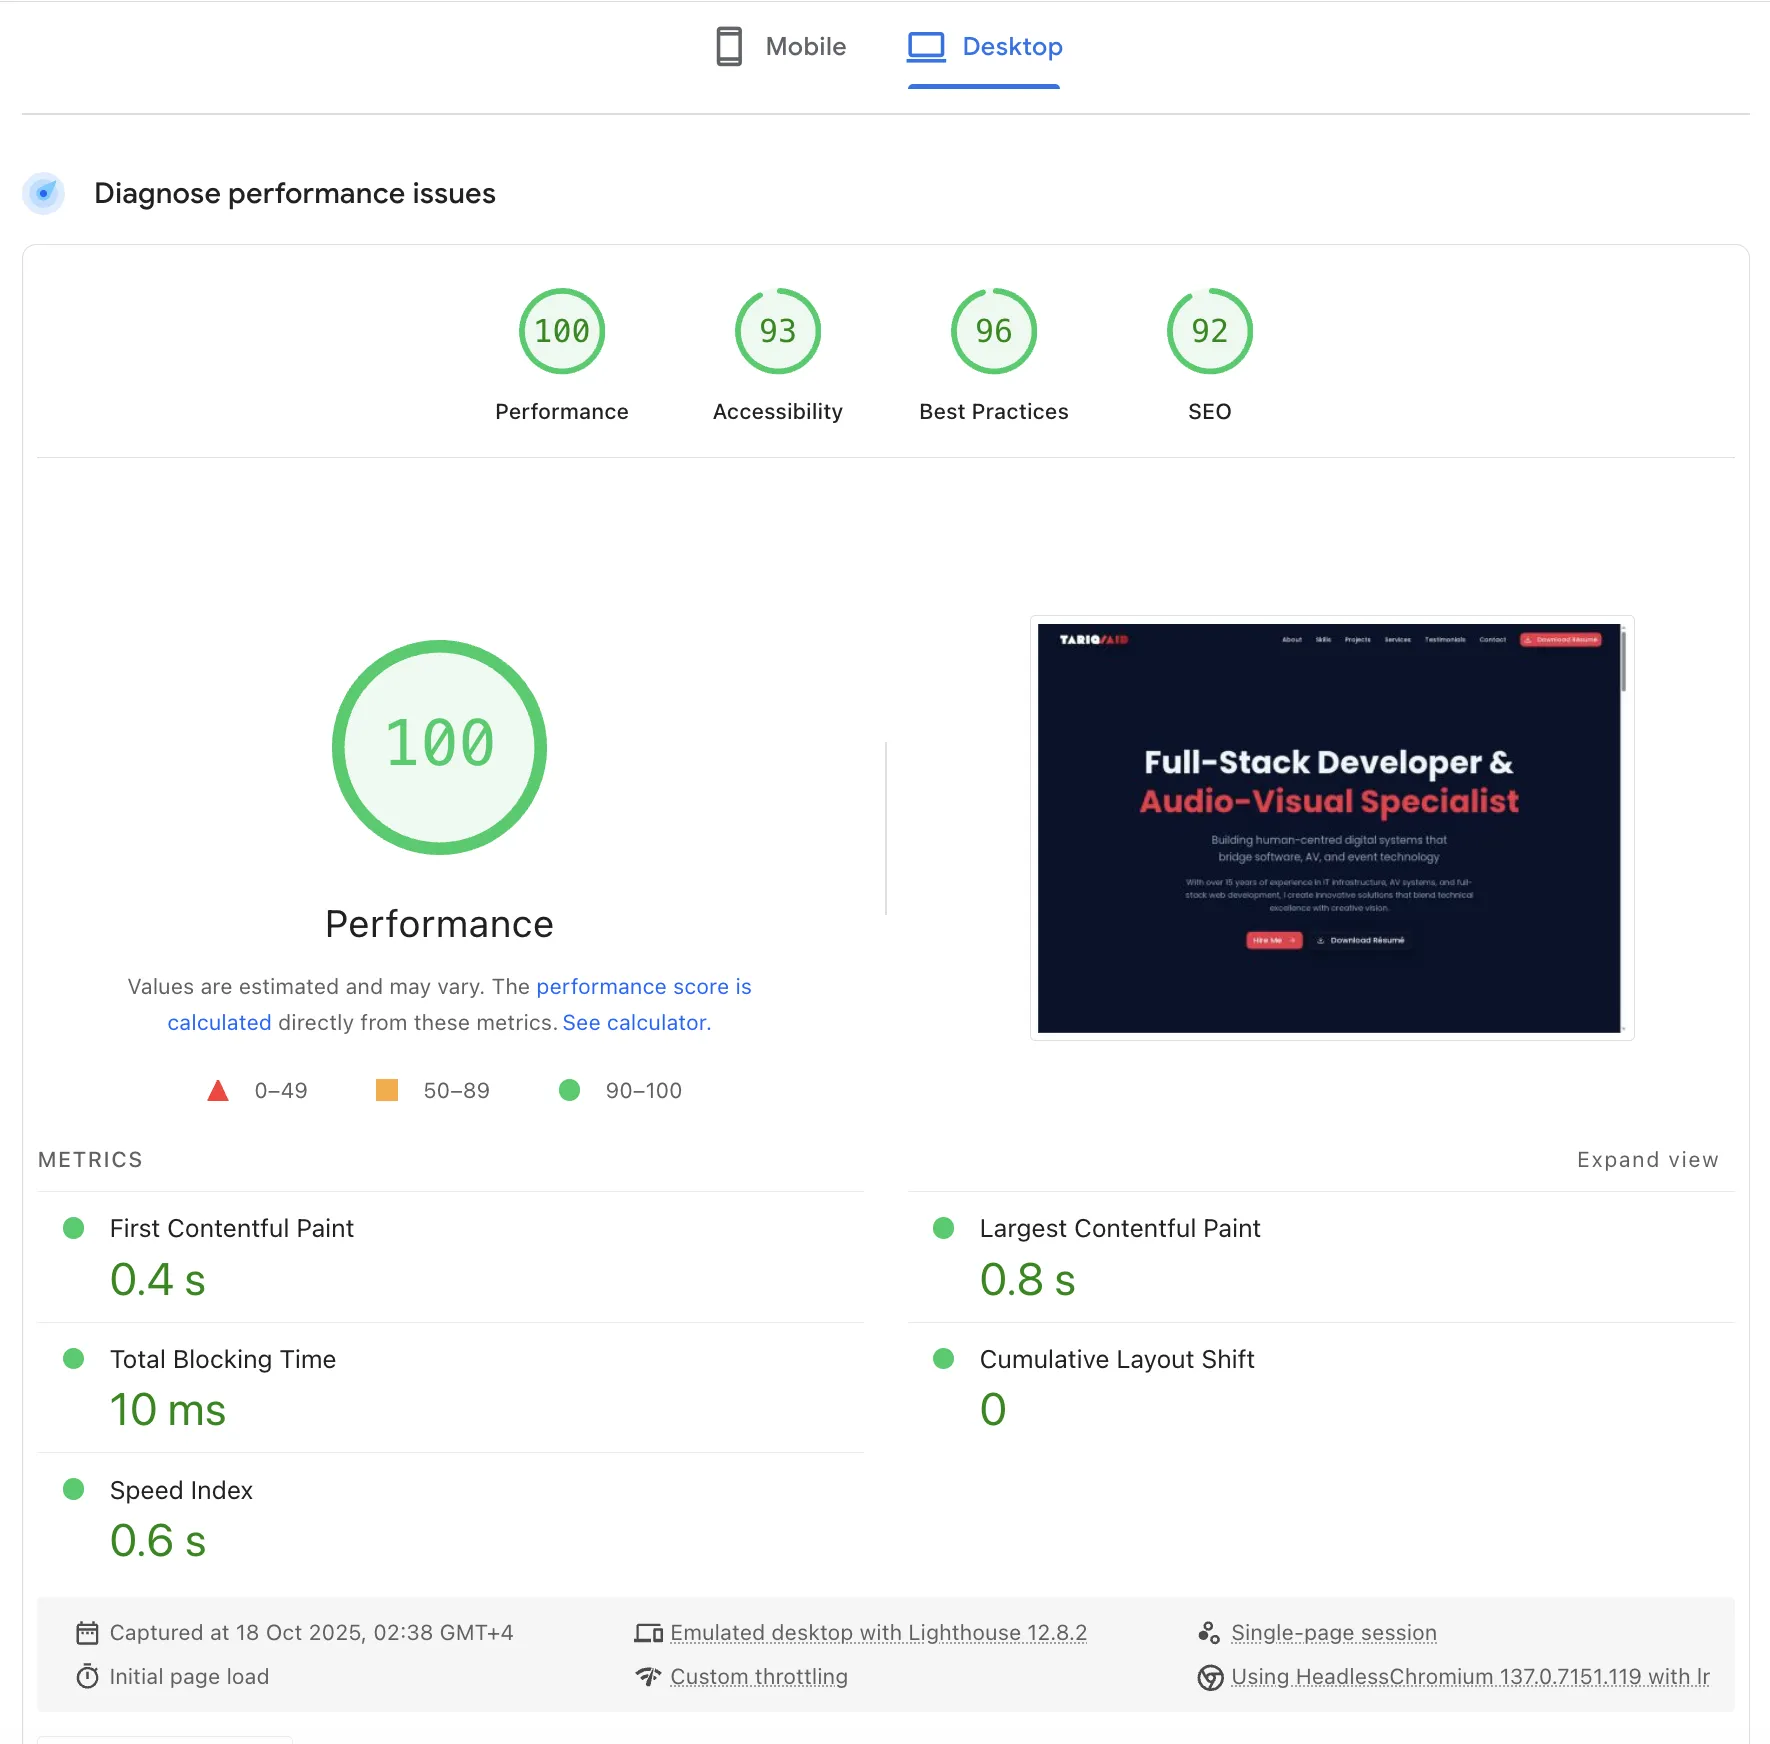 Mobile
Desktop
Diagnose performance issues
100
93
96
92
Performance
Accessibility
Best Practices
SEO
100
Performance
Values are estimated and may vary. The performance score is
calculated directly from these metrics. See calculator.
0–49
50–89
90–100
TARIQSAID
About Skills Projects Services Testimonials Contact Download Résumé
Full-Stack Developer &
Audio-Visual Specialist
Building human-centred digital systems that
bridge software, AV, and event technology
With over 15 years of experience in IT infrastructure, AV systems, and full-
stack web development, I create innovative solutions that blend technical
excellence with creative vision.
Hire Me → Download Résumé
METRICS
Expand view
First Contentful Paint
0.4 s
Largest Contentful Paint
0.8 s
Total Blocking Time
10 ms
Cumulative Layout Shift
0
Speed Index
0.6 s
Captured at 18 Oct 2025, 02:38 GMT+4
Emulated desktop with Lighthouse 12.8.2
Single-page session
Initial page load
Custom throttling
Using HeadlessChromium 137.0.7151.119 with lr